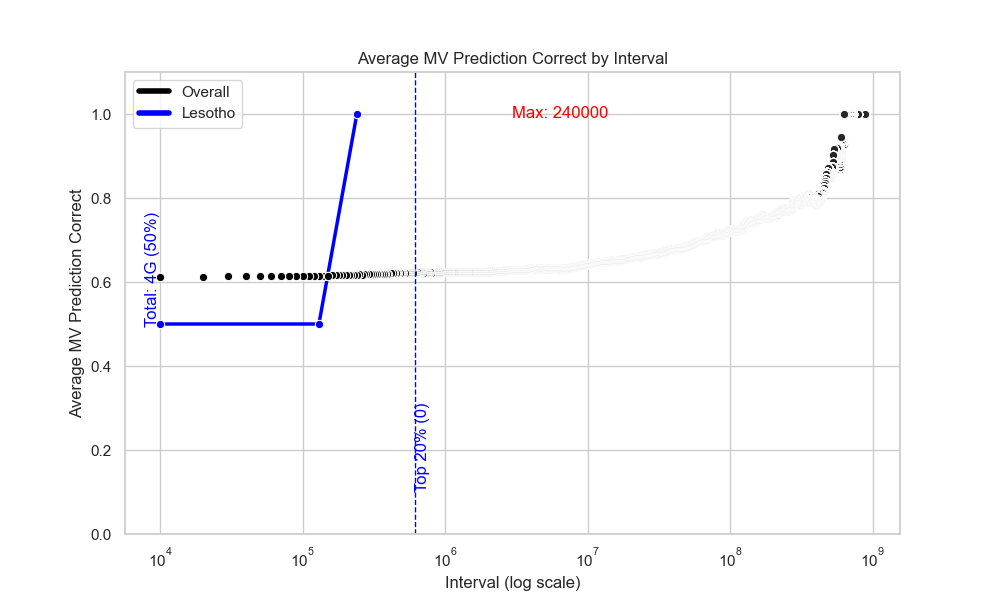 Average MV Prediction Correct by Interval
Overall
Lesotho
Max: 240000
Total: 4G (50%)
Top 20% (0)
Average MV Prediction Correct
1.0
0.8
0.6
0.4
0.2
0.0
10^4
10^5
10^6
10^7
10^8
10^9
Interval (log scale)